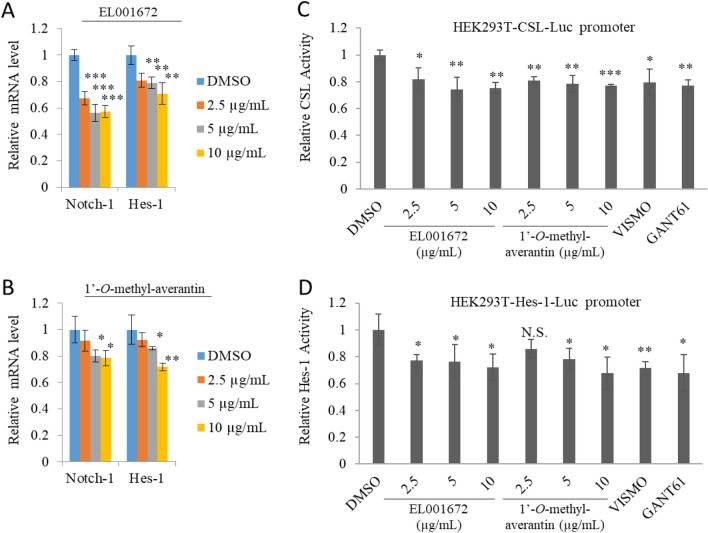 A
EL001672
Relative mRNA level
1.2
1
0.8
0.6
0.4
0.2
0
***
***
***
**
**
**
Notch-1
Hes-1
DMSO
2.5 µg/mL
5 µg/mL
10 µg/mL
B
1’-O-methyl-averantin
Relative mRNA level
1.2
1
0.8
0.6
0.4
0.2
0
*
*
*
**
Notch-1
Hes-1
DMSO
2.5 µg/mL
5 µg/mL
10 µg/mL
C
HEK293T-CSL-Luc promoter
Relative CSL Activity
1.2
1
0.8
0.6
0.4
0.2
0
*
**
**
**
**
***
*
**
DMSO
2.5
5
10
2.5
5
10
VISMO
GANT61
EL001672
(µg/mL)
1’-O-methyl-
averantin (µg/mL)
D
HEK293T-Hes-1-Luc promoter
Relative Hes-1 Activity
1.2
1
0.8
0.6
0.4
0.2
0
*
*
*
N.S.
*
*
**
*
DMSO
2.5
5
10
2.5
5
10
VISMO
GANT61
EL001672
(µg/mL)
1’-O-methyl-
averantin (µg/mL)